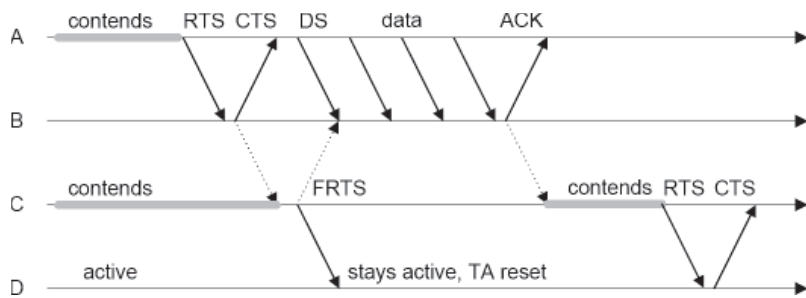 contends RTS CTS DS data ACK
A
B
contends FRTS contends RTS CTS
C
active stays active, TA reset
D